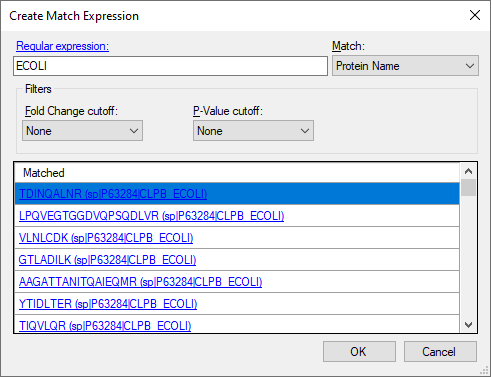 Create Match Expression
Regular expression:
Match:
ECOLI
Protein Name
Filters
Fold Change cutoff:
P-Value cutoff:
None
None
Matched
TDINQALNR (sp|P63284|CLPB_ECOLI)
LPQVEGTGGDVQPSQDLVR (sp|P63284|CLPB_ECOLI)
VLNLCDK (sp|P63284|CLPB_ECOLI)
GTLADILK (sp|P63284|CLPB_ECOLI)
AAGATTANITQAIEQMR (sp|P63284|CLPB_ECOLI)
YTIDLTER (sp|P63284|CLPB_ECOLI)
TIQVLQR (sp|P63284|CLPB_ECOLI)
OK
Cancel